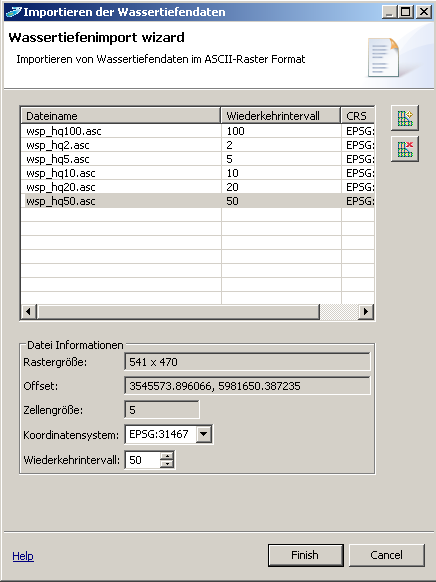 Importieren der Wassertiefendaten
Wassertiefenimport wizard
Importieren von Wassertiefendaten im ASCII-Raster Format
Dateiname Wiederkehrintervall CRS
wsp_hq100.asc 100 EPSG:
wsp_hq2.asc 2 EPSG:
wsp_hq5.asc 5 EPSG:
wsp_hq10.asc 10 EPSG:
wsp_hq20.asc 20 EPSG:
wsp_hq50.asc 50 EPSG:
Datei Informationen
Rastergröße: 541 x 470
Offset: 3545573.896066, 5981650.387235
Zellengröße: 5
Koordinatensystem: EPSG:31467
Wiederkehrintervall: 50
Help Finish Cancel